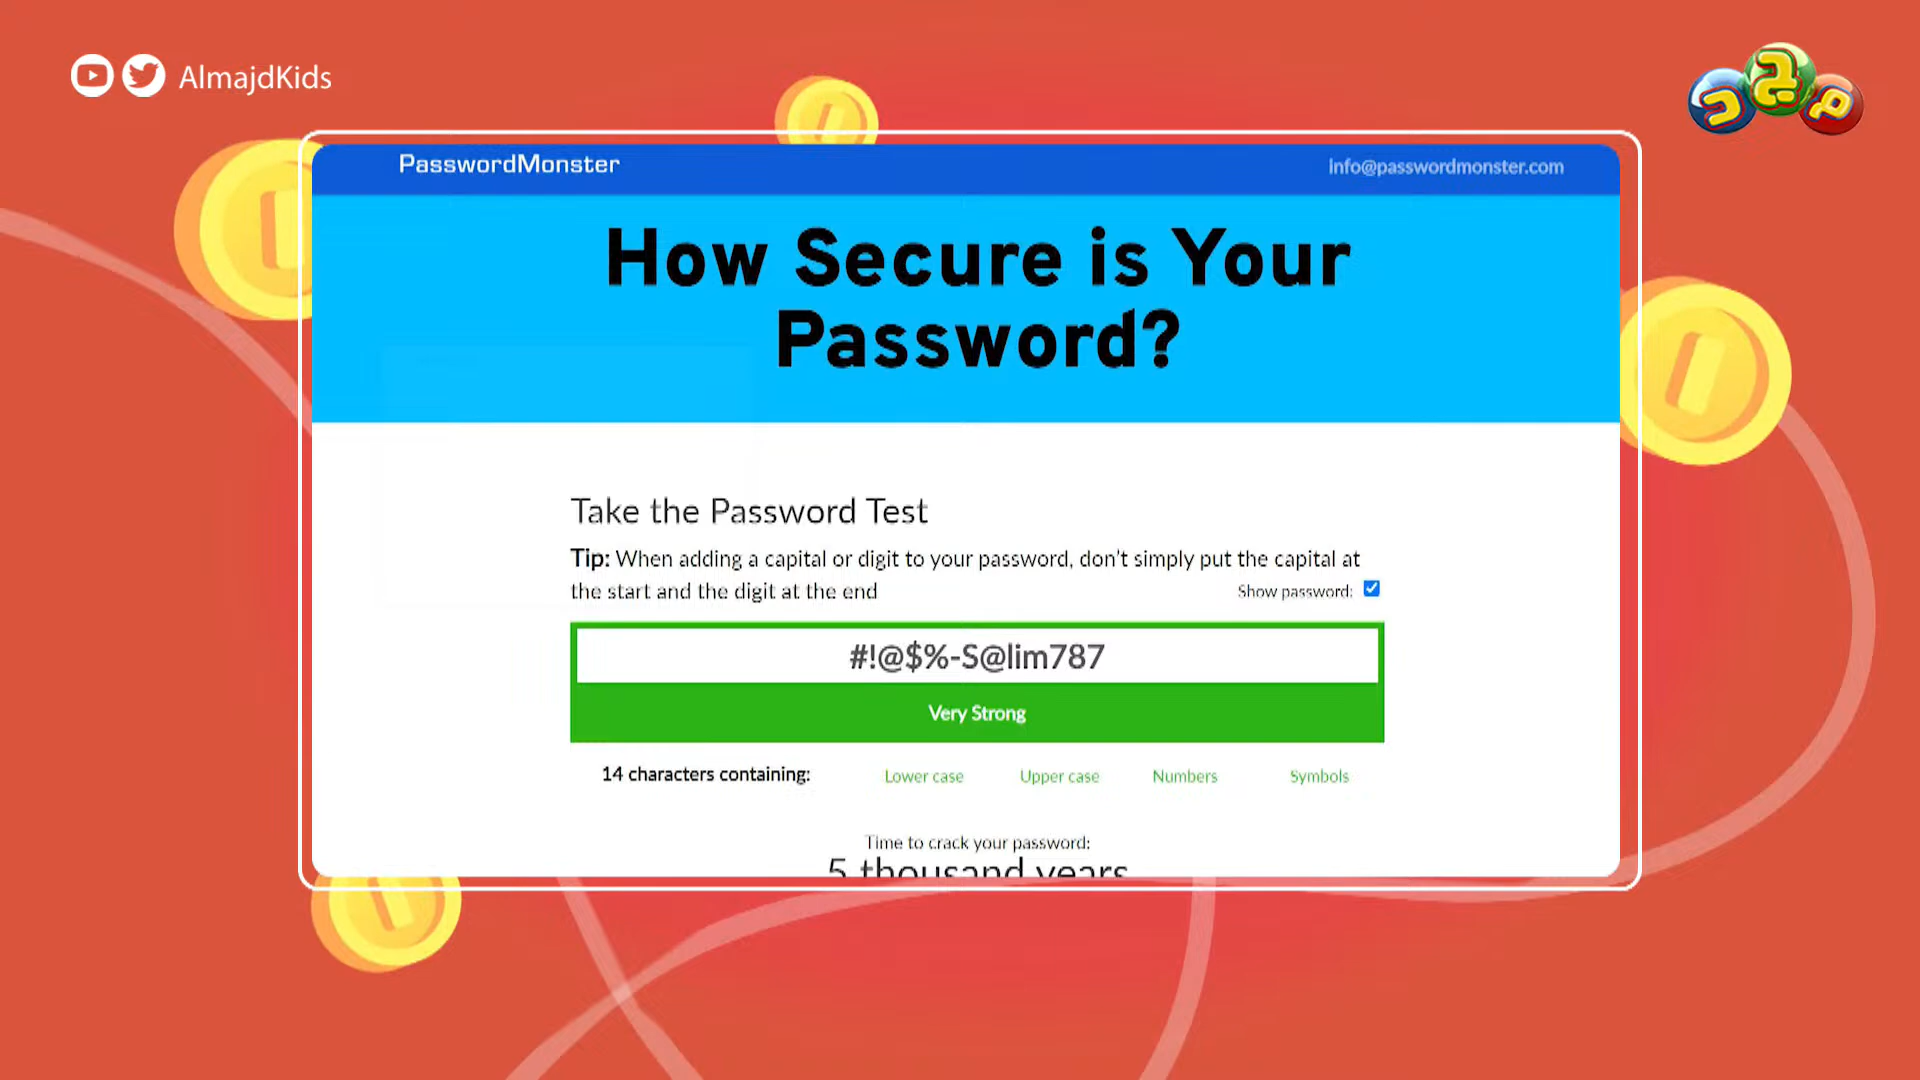 AlmajdKids
مجد
PasswordMonster
Info@passwordmonster.com
How Secure is Your
Password?
Take the Password Test
Tip: When adding a capital or digit to your password, don't simply put the capital at
the start and the digit at the end
Show password:
#!@$%-S@lim787
Very Strong
14 characters containing:
Lower case
Upper case
Numbers
Symbols
Time to crack your password:
5 thousand years